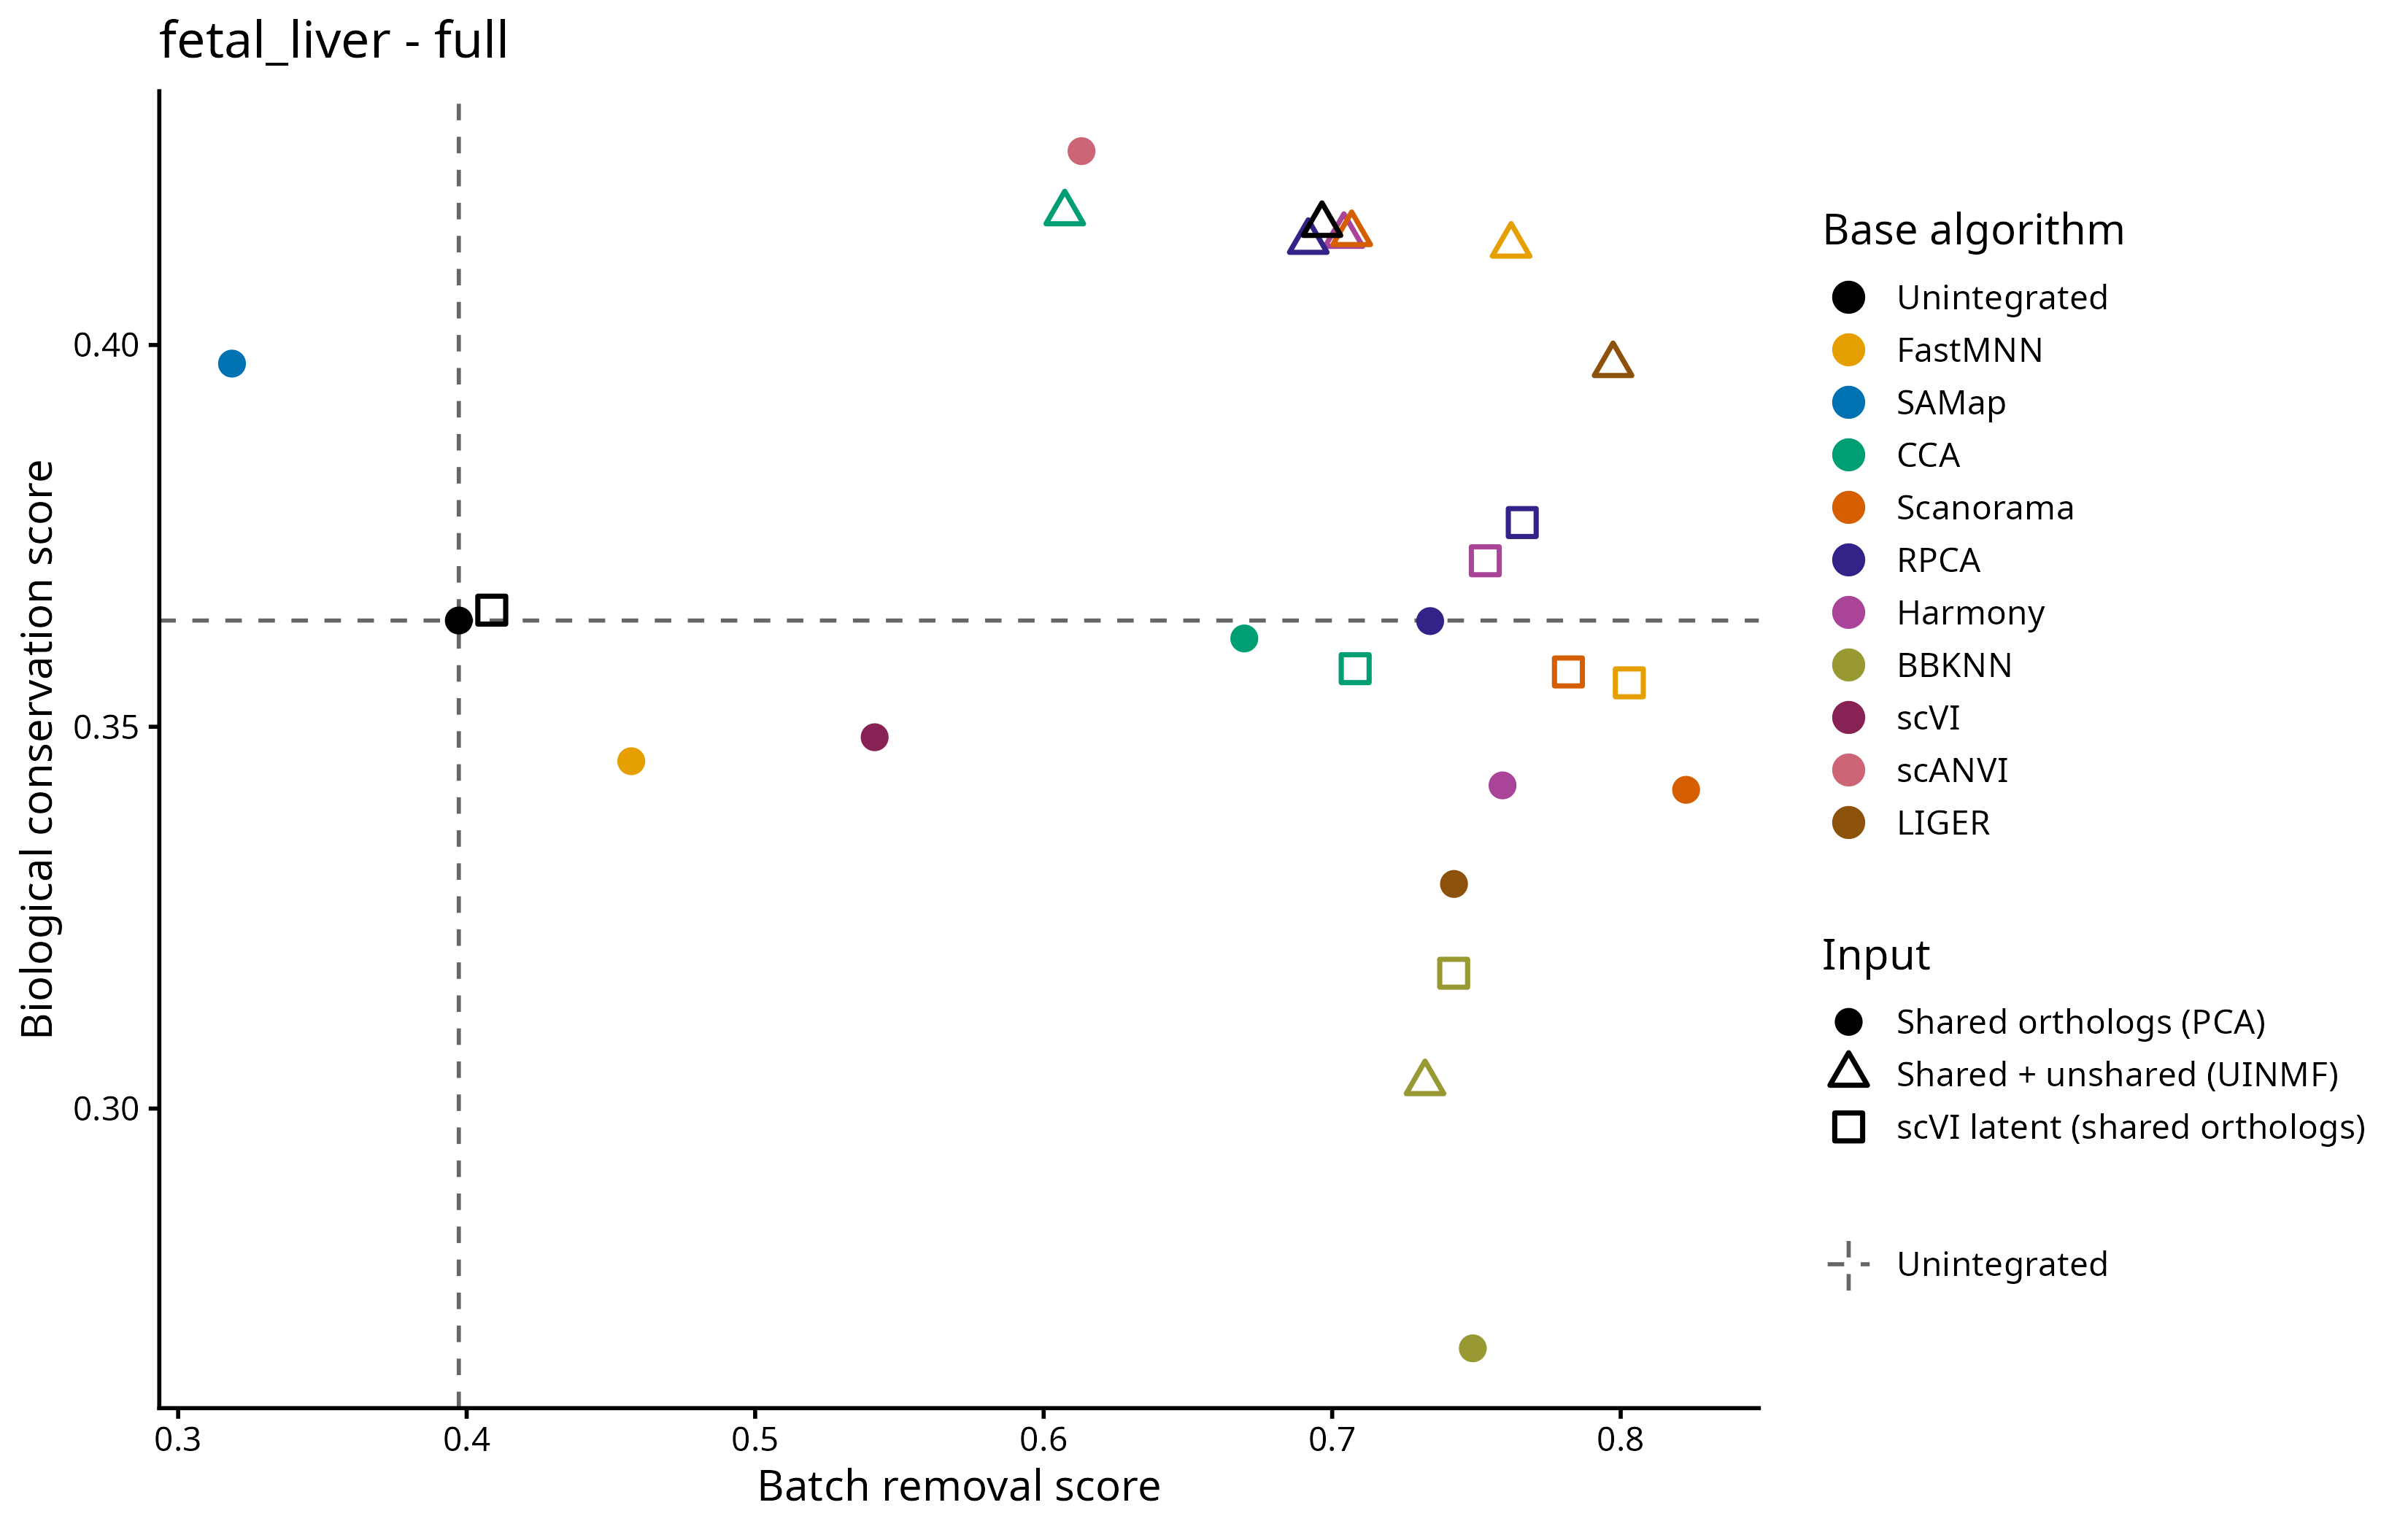 fetal_liver - full
Biological conservation score
0.40
0.35
0.30
0.3
0.4
0.5
0.6
0.7
0.8
Batch removal score
Base algorithm
Unintegrated
FastMNN
SAMap
CCA
Scanorama
RPCA
Harmony
BBKNN
scVI
scANVI
LIGER
Input
Shared orthologs (PCA)
Shared + unshared (UINMF)
scVI latent (shared orthologs)
Unintegrated